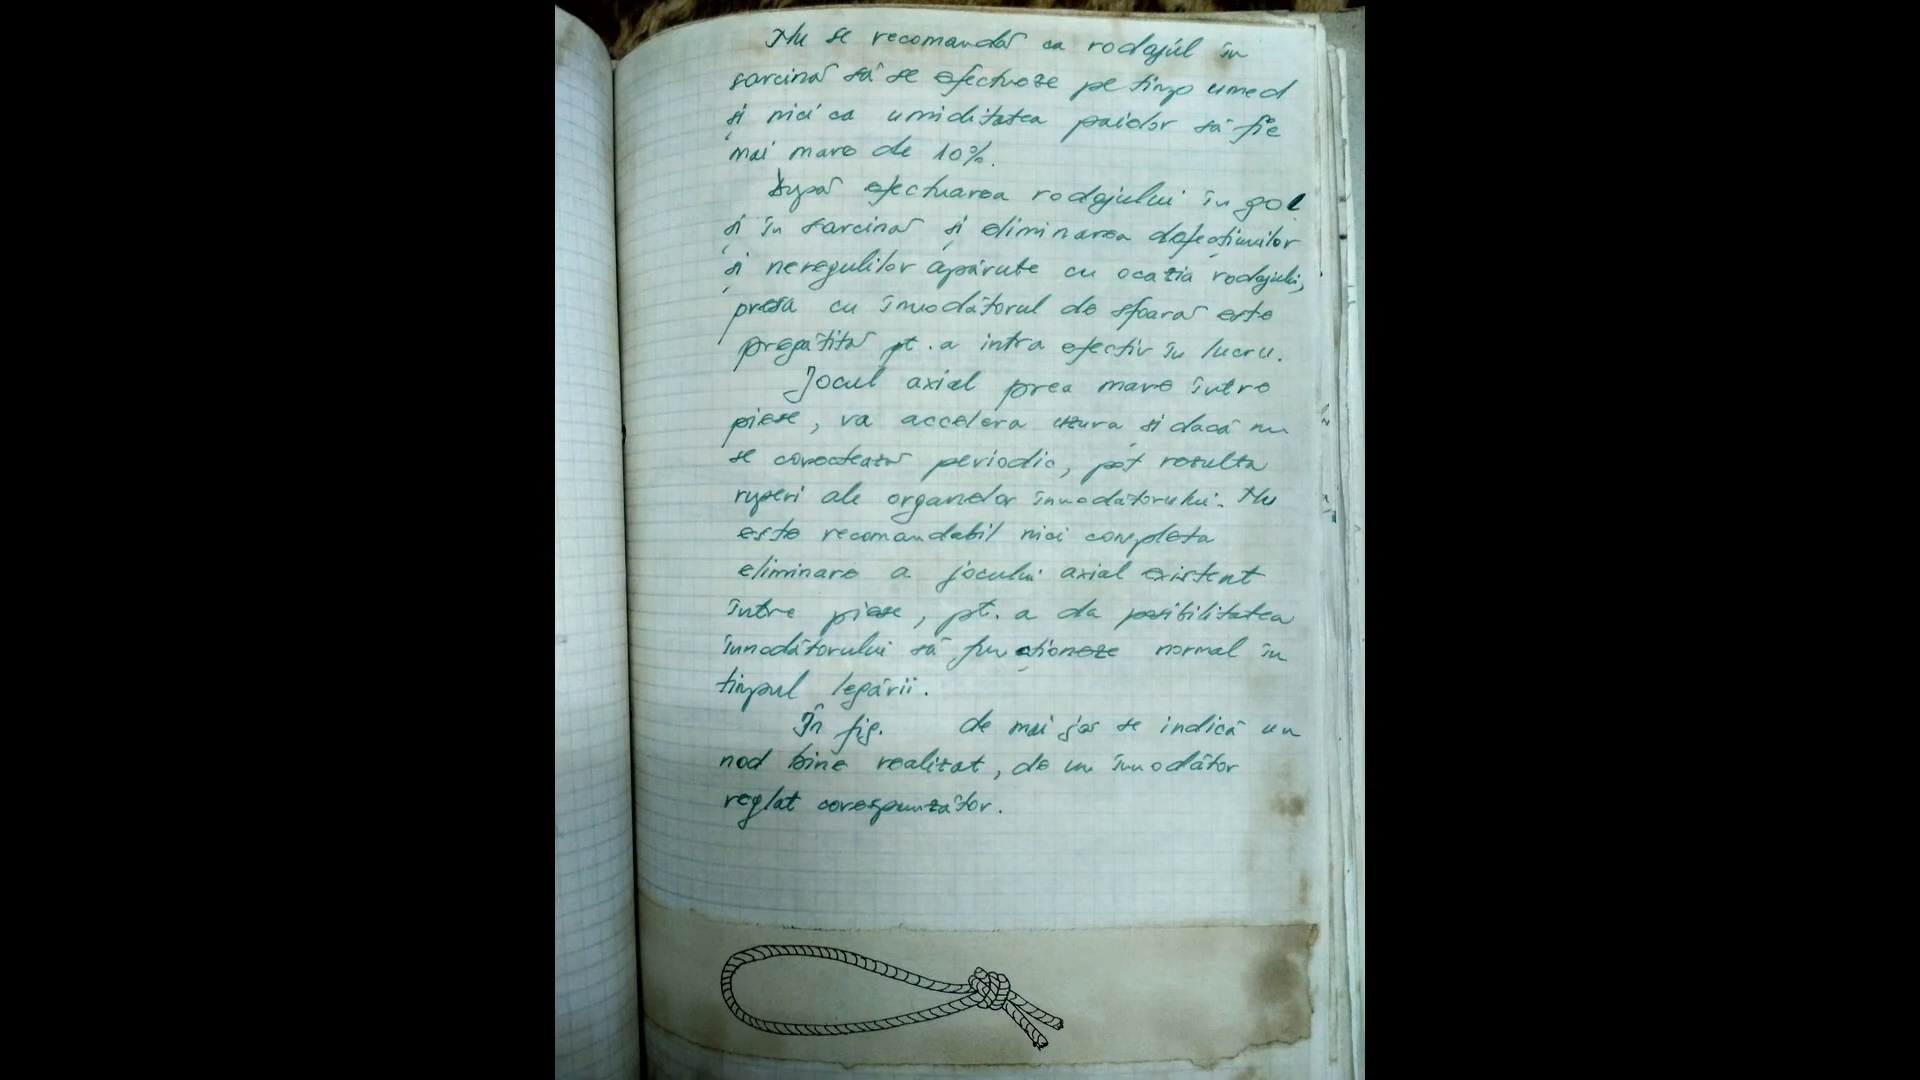 Nu se recomandă ca rodajul în
sarcină să se efectueze pe timp umed
și nici ca umiditatea paielor să fie
mai mare de 10%.
După efectuarea rodajului în gol
și în sarcină și eliminarea defecțiunilor
și neregulilor apărute cu ocazia rodajului,
presa cu înnodătorul de sfoară este
pregătită pt. a intra efectiv în lucru.
Jocul axial prea mare între
piese, va accelera uzura și dacă nu
se corectează periodic, pot rezulta
ruperi ale organelor înnodătorului. Nu
este recomandabil nici completa
eliminare a jocului axial existent
între piese, pt. a da posibilitatea
înnodătorului să funcționeze normal în
timpul legării.
În fig. de mai jos se indică un
nod bine realizat, de un înnodător
reglat corespunzător.